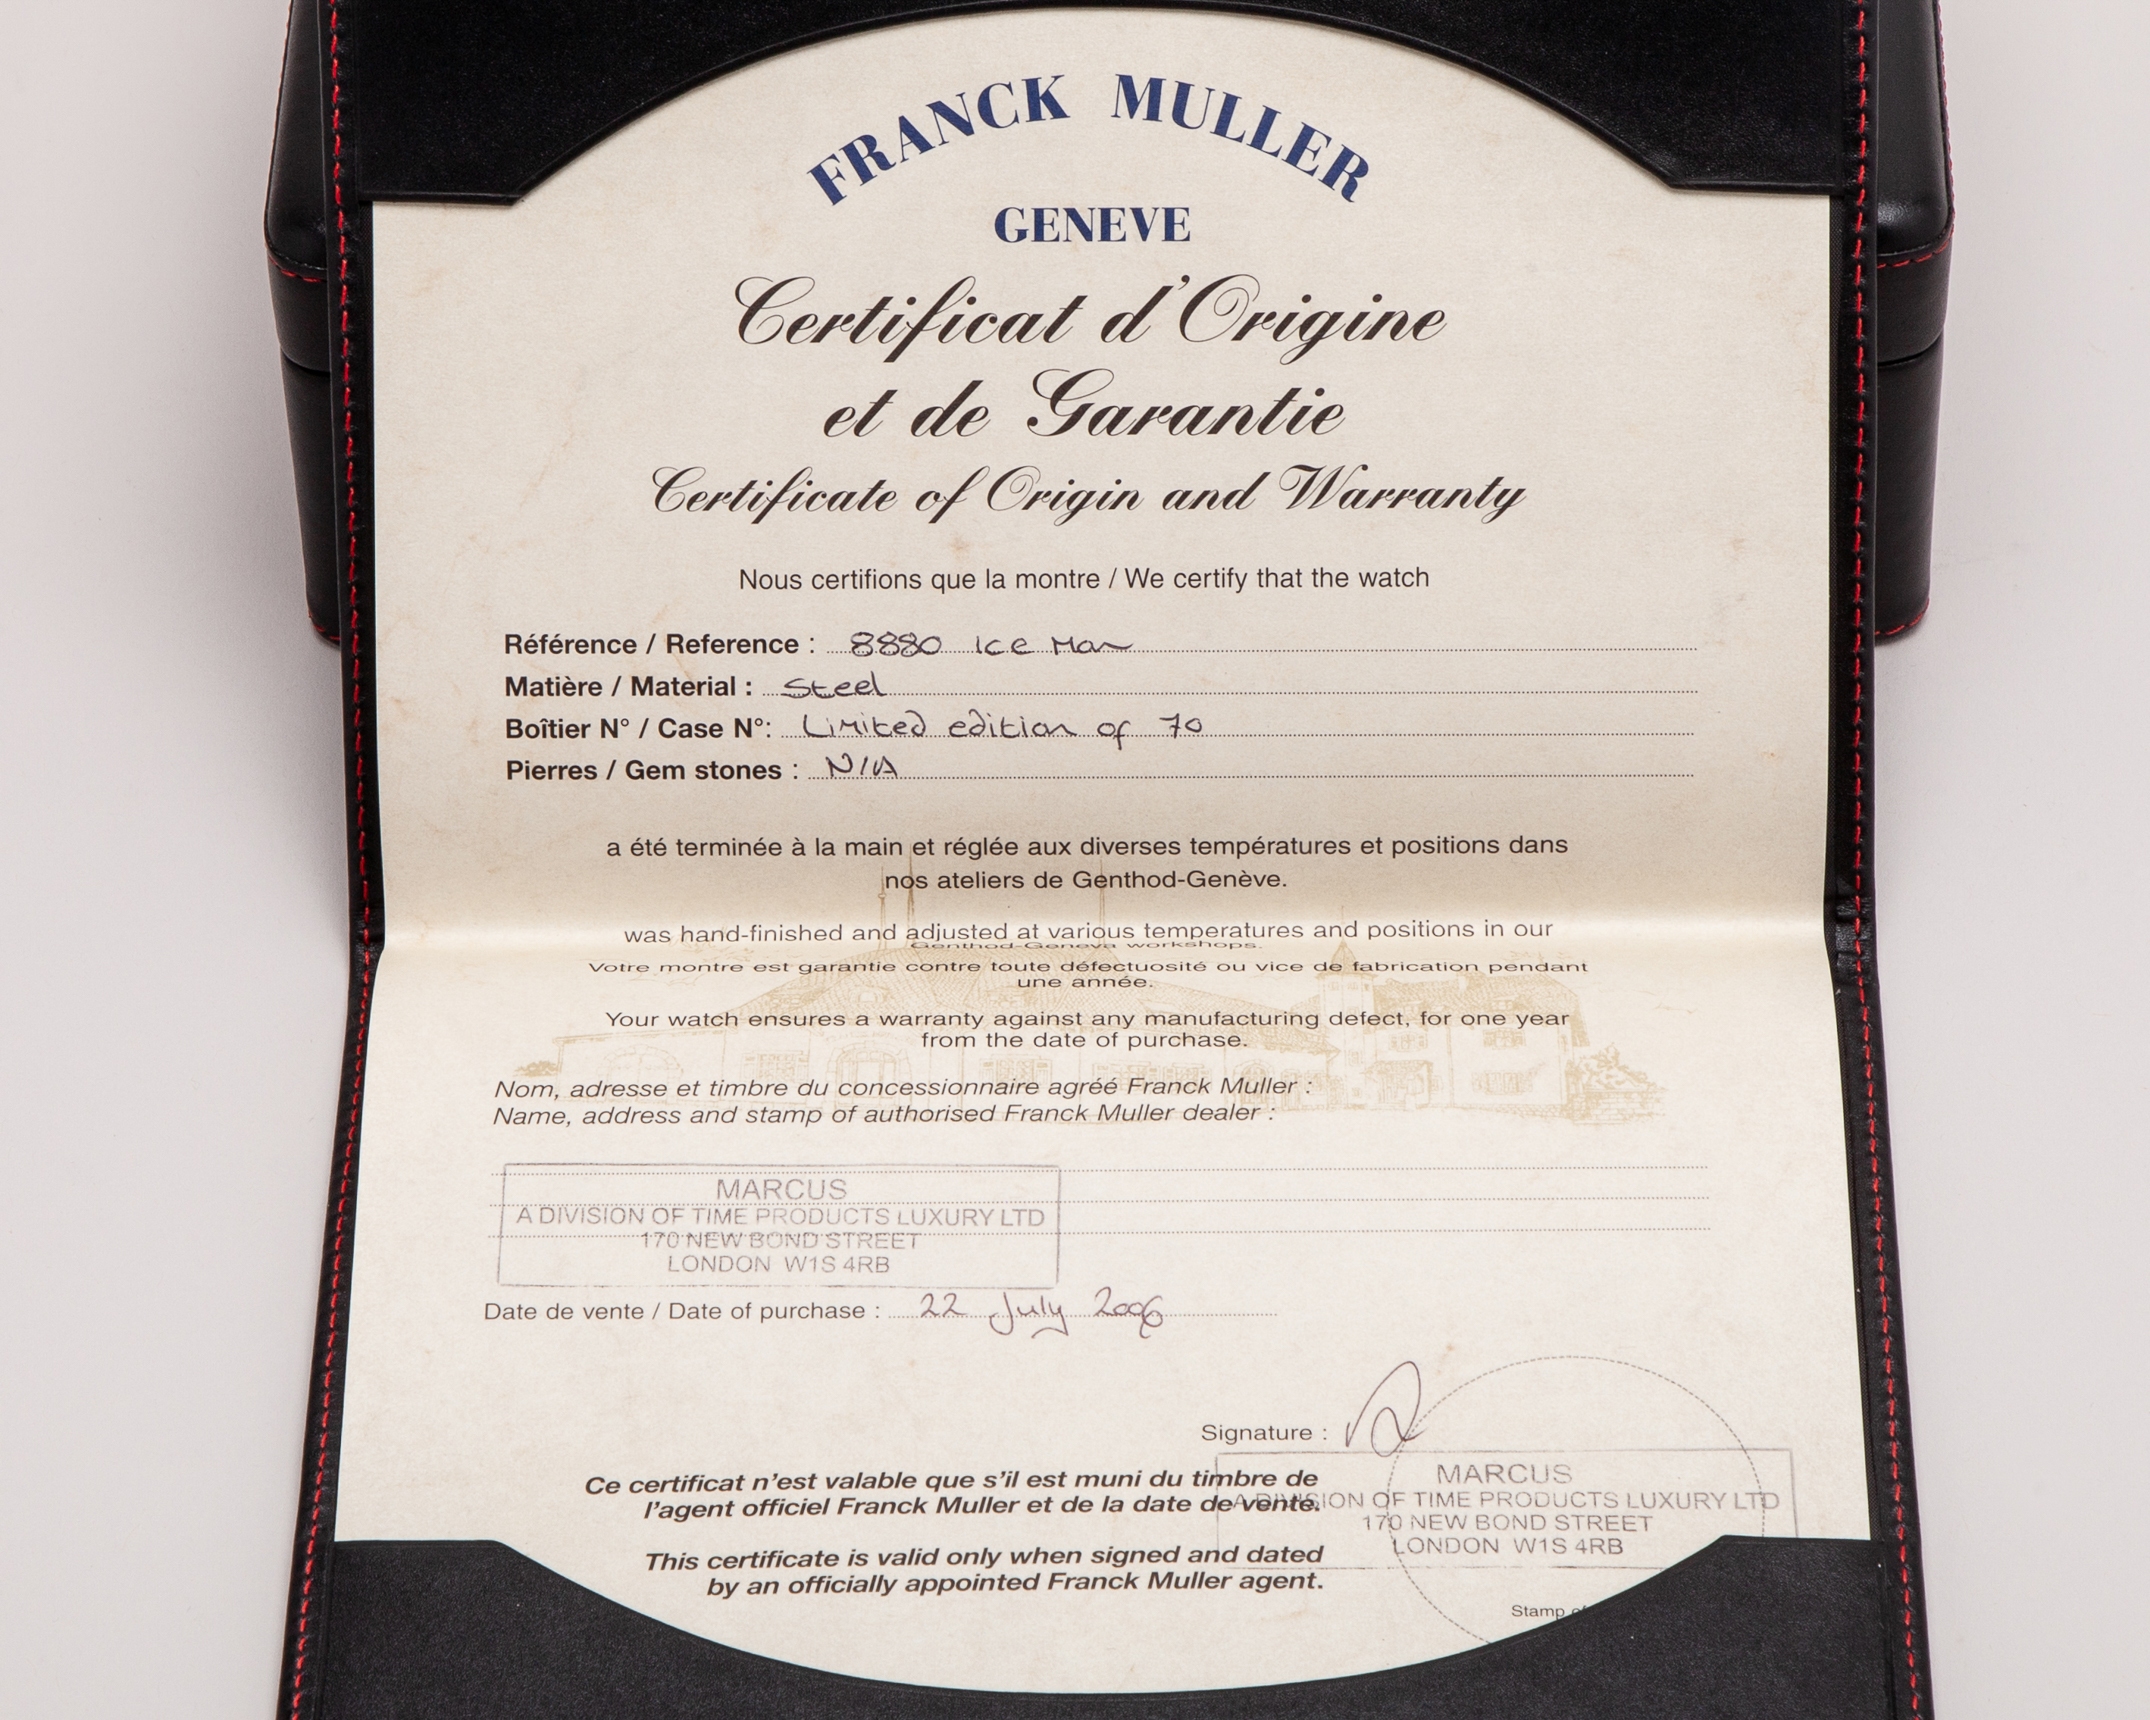 FRANCK MULLER
GENEVE
Certificat d'Origine
et de Garantie
Certificate of Origin and Warranty
Nous certifions que la montre / We certify that the watch
Référence / Reference : 8880 Ice Man
Matière / Material : Steel
Boîtier N° / Case N°: Limited edition of 70
Pierres / Gem stones : N/A
a été terminée à la main et réglée aux diverses températures et positions dans
nos ateliers de Genthod-Genève.
was hand-finished and adjusted at various temperatures and positions in our
Genthod-Geneva workshops.
Votre montre est garantie contre toute défectuosité ou vice de fabrication pendant
une année.
Your watch ensures a warranty against any manufacturing defect, for one year
from the date of purchase.
Nom, adresse et timbre du concessionnaire agréé Franck Muller :
Name, address and stamp of authorised Franck Muller dealer :
MARCUS
A DIVISION OF TIME PRODUCTS LUXURY LTD
170 NEW BOND STREET
LONDON W1S 4RB
Date de vente / Date of purchase : 22 July 2006
Signature :
Ce certificat n'est valable que s'il est muni du timbre de
l'agent officiel Franck Muller et de la date de vente.
This certificate is valid only when signed and dated
by an officially appointed Franck Muller agent.
MARCUS
A DIVISION OF TIME PRODUCTS LUXURY LTD
170 NEW BOND STREET
LONDON W1S 4RB
Stamp